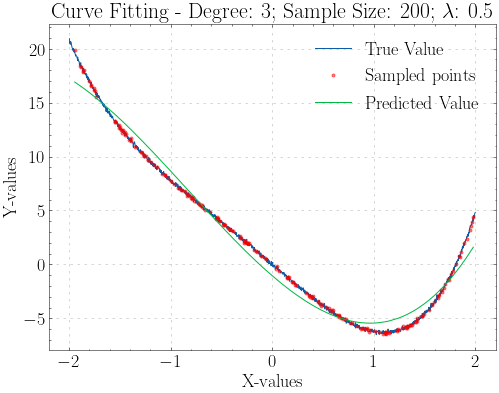 Curve Fitting - Degree: 3; Sample Size: 200; λ: 0.5
True Value
Sampled points
Predicted Value
Y-values
20
15
10
5
0
−5
−2
−1
0
1
2
X-values